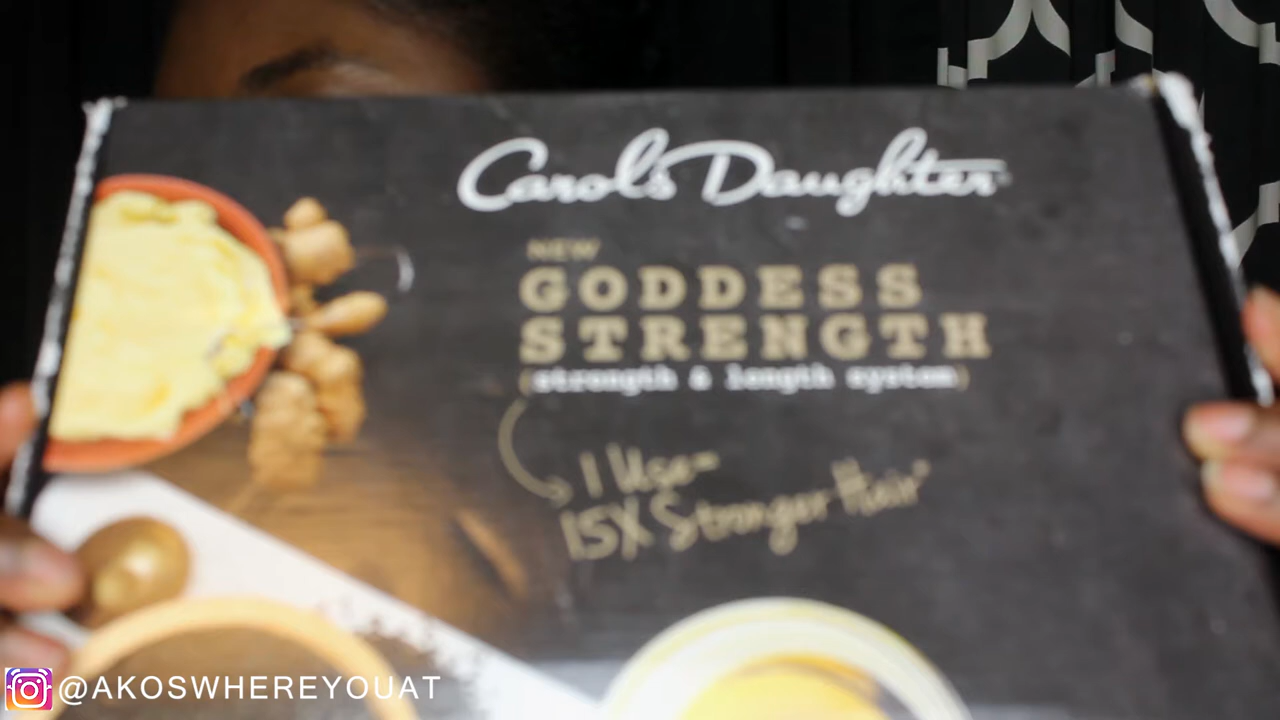 Carol's Daughter
NEW
GODDESS
STRENGTH
(strength & length system)
1 Use-
15X Stronger Hair*
@AKOSWHEREYOUAT